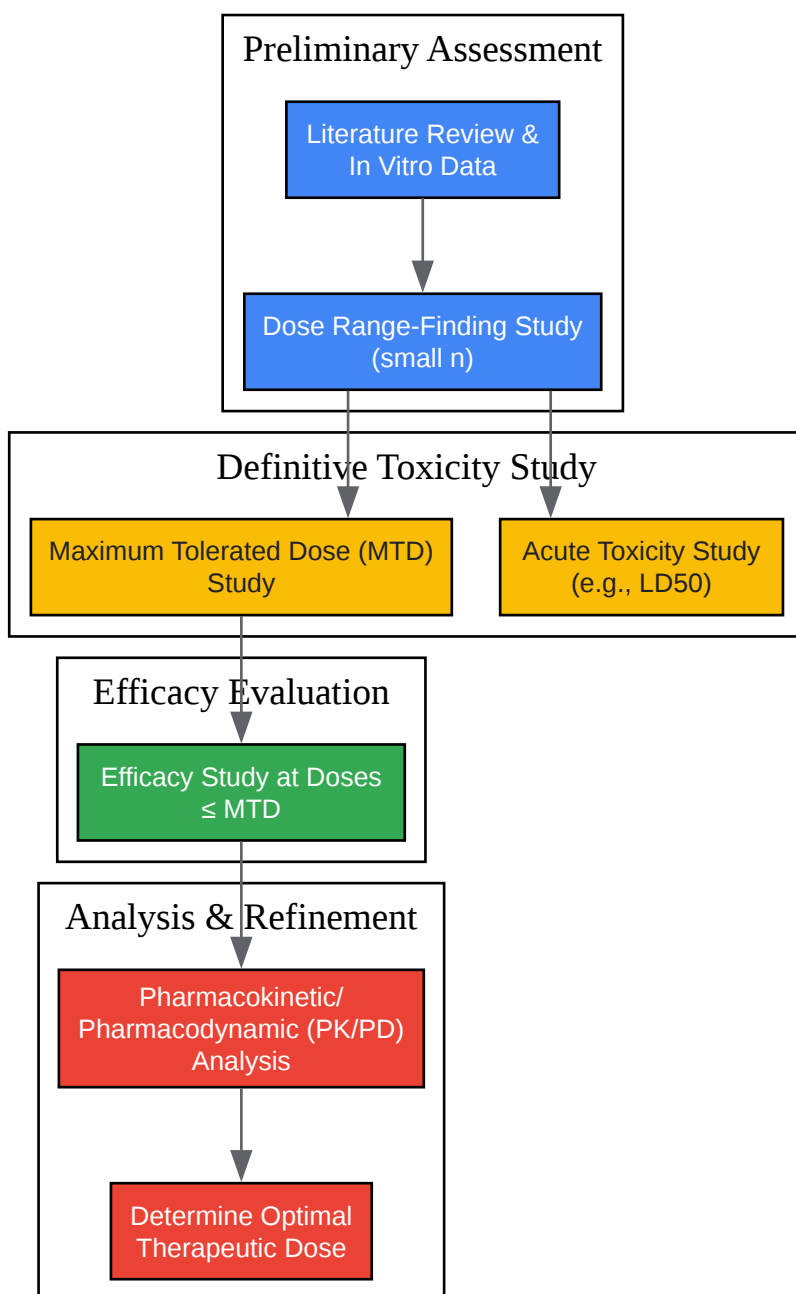 Preliminary Assessment
Literature Review &
In Vitro Data
Dose Range-Finding Study
(small n)
Definitive Toxicity Study
Maximum Tolerated Dose (MTD)
Study
Acute Toxicity Study
(e.g., LD50)
Efficacy Evaluation
Efficacy Study at Doses
≤ MTD
Analysis & Refinement
Pharmacokinetic/
Pharmacodynamic (PK/PD)
Analysis
Determine Optimal
Therapeutic Dose